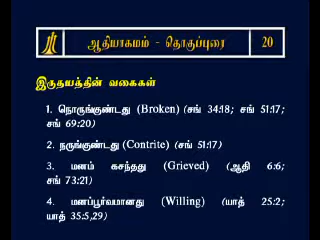 ஆதியாகமம் - தொகுப்புரை 20
இருதயத்தின் வகைகள்
1. நொருங்குண்டது (Broken) (சங் 34:18; சங் 51:17;
சங் 69:20)
2. நருங்குண்டது (Contrite) (சங் 51:17)
3. மனம் கசந்தது (Grieved) (ஆதி 6:6;
சங் 73:21)
4. மனப்பூர்வமானது (Willing) (யாத் 25:2;
யாத் 35:5,29)